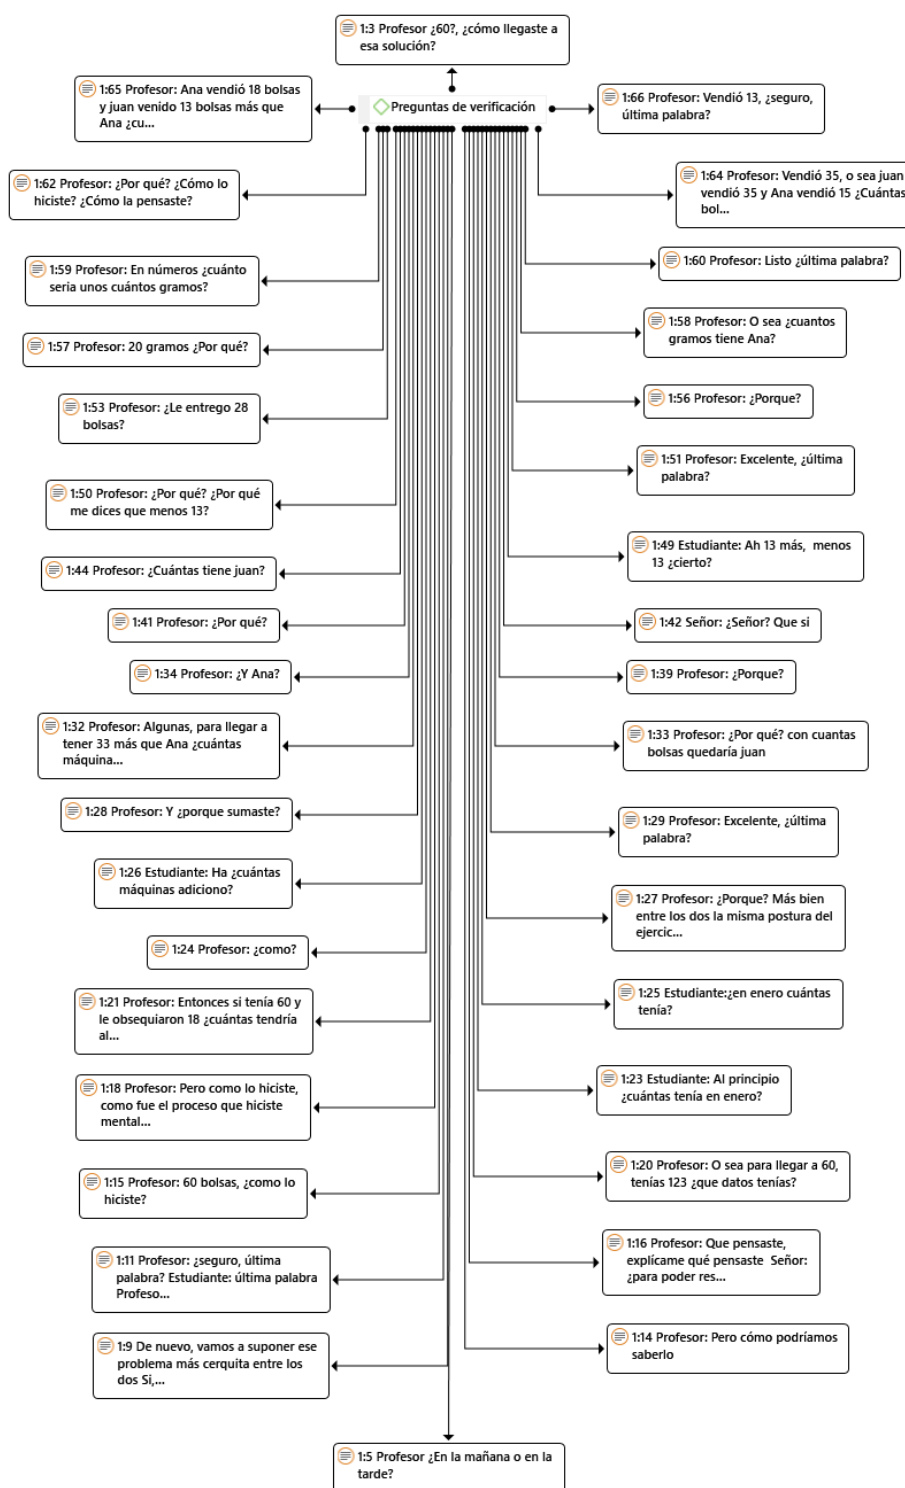 1:3 Profesor ¿60?, ¿cómo llegaste a
esa solución?
1:65 Profesor: Ana vendió 18 bolsas
y juan venido 13 bolsas más que
Ana ¿cu...
Preguntas de verificación
1:66 Profesor: Vendió 13, ¿seguro,
última palabra?
1:62 Profesor: ¿Por qué? ¿Cómo lo
hiciste? ¿Cómo la pensaste?
1:64 Profesor: Vendió 35, o sea juan
vendió 35 y Ana vendió 15 ¿Cuántas
bol...
1:59 Profesor: En números ¿cuánto
seria unos cuántos gramos?
1:60 Profesor: Listo ¿última palabra?
1:57 Profesor: 20 gramos ¿Por qué?
1:58 Profesor: O sea ¿cuantos
gramos tiene Ana?
1:53 Profesor: ¿Le entrego 28
bolsas?
1:56 Profesor: ¿Porque?
1:50 Profesor: ¿Por qué? ¿Por qué
me dices que menos 13?
1:51 Profesor: Excelente, ¿última
palabra?
1:44 Profesor: ¿Cuántas tiene juan?
1:49 Estudiante: Ah 13 más,  menos
13 ¿cierto?
1:41 Profesor: ¿Por qué?
1:42 Señor: ¿Señor? Que si
1:34 Profesor: ¿Y Ana?
1:39 Profesor: ¿Porque?
1:32 Profesor: Algunas, para llegar a
tener 33 más que Ana ¿cuántas
máquina...
1:33 Profesor: ¿Por qué? con cuantas
bolsas quedaría juan
1:28 Profesor: Y ¿porque sumaste?
1:29 Profesor: Excelente, ¿última
palabra?
1:26 Estudiante: Ha ¿cuántas
máquinas adiciono?
1:27 Profesor: ¿Porque? Más bien
entre los dos la misma postura del
ejercic...
1:24 Profesor: ¿como?
1:25 Estudiante:¿en enero cuántas
tenía?
1:21 Profesor: Entonces si tenía 60 y
le obsequiaron 18 ¿cuántas tendría
al...
1:23 Estudiante: Al principio
¿cuántas tenía en enero?
1:18 Profesor: Pero como lo hiciste,
como fue el proceso que hiciste
mental...
1:20 Profesor: O sea para llegar a 60,
tenías 123 ¿que datos tenías?
1:15 Profesor: 60 bolsas, ¿como lo
hiciste?
1:16 Profesor: Que pensaste,
explícame qué pensaste  Señor:
¿para poder res...
1:11 Profesor: ¿seguro, última
palabra? Estudiante: última palabra
Profeso...
1:14 Profesor: Pero cómo podríamos
saberlo
1:9 De nuevo, vamos a suponer ese
problema más cerquita entre los
dos Si,...
1:5 Profesor ¿En la mañana o en la
tarde?